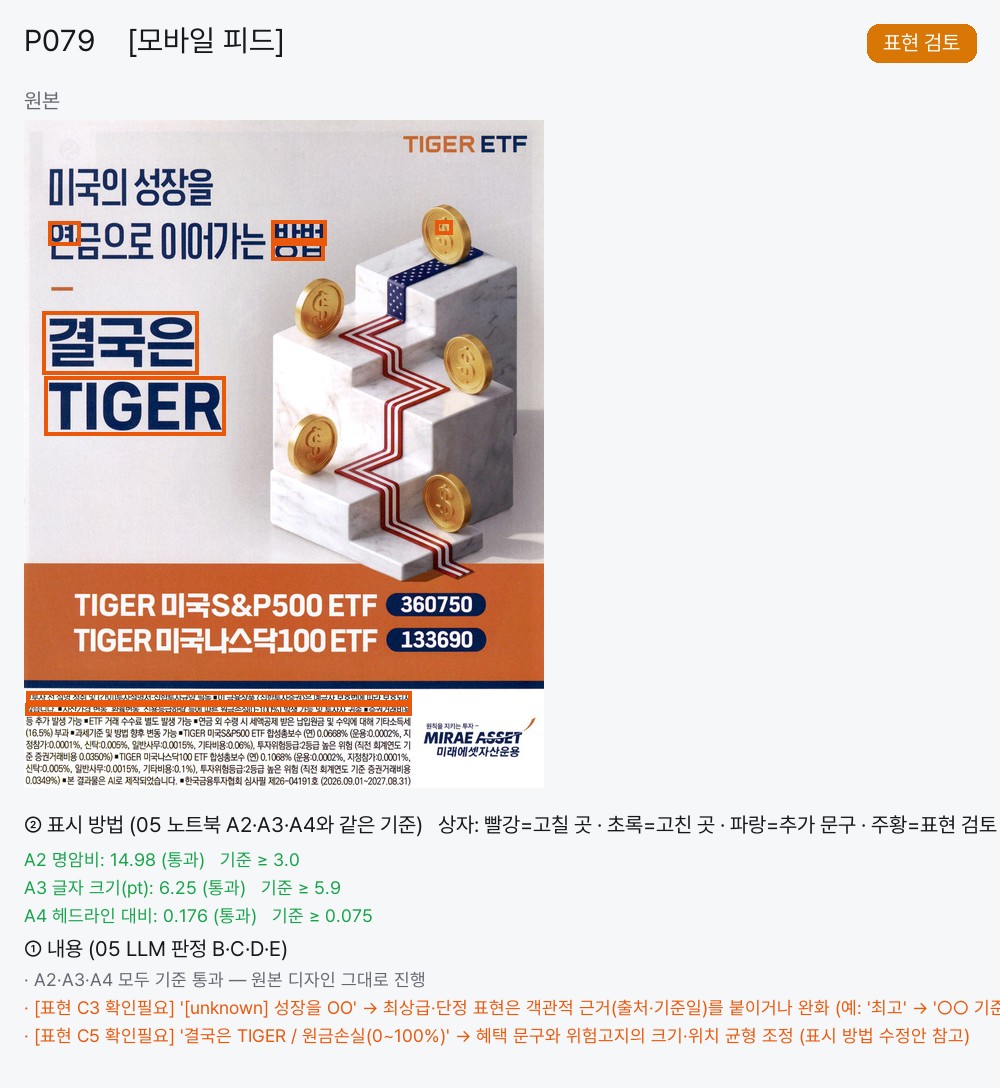 P079 [모바일 피드]
표현 검토
원본
TIGER ETF
미국의 성장을
연금으로 이어가는 방법
결국은
TIGER
TIGER 미국S&P500 ETF 360750
TIGER 미국나스닥100 ETF 133690
등 추가 발생 가능 ■ETF 거래 수수료 별도 발생 가능 ■연금 외 수령 시 세액공제 받은 납입원금 및 수익에 대해 기타소득세
(16.5%) 부과 ■과세기준 및 방법 향후 변동 가능 ■TIGER 미국S&P500 ETF 합성총보수 (연) 0.0668% (운용:0.0002%, 지
정참가:0.0001%, 신탁:0.005%, 일반사무:0.0015%, 기타비용:0.06%), 투자위험등급:2등급 높은 위험 (직전 회계연도 기
준 증권거래비용 0.0350%) ■TIGER 미국나스닥100 ETF 합성총보수 (연) 0.1068% (운용:0.0002%, 지정참가:0.0001%,
신탁:0.005%, 일반사무:0.0015%, 기타비용:0.1%), 투자위험등급:2등급 높은 위험 (직전 회계연도 기준 증권거래비용
0.0349%) ■본 결과물은 AI로 제작되었습니다. ■한국금융투자협회 심사필 제26-04191호 (2026.09.01~2027.08.31)
원칙을 지키는 투자 –
MIRAE ASSET
미래에셋자산운용
② 표시 방법 (05 노트북 A2·A3·A4와 같은 기준) 상자: 빨강=고칠 곳 · 초록=고친 곳 · 파랑=추가 문구 · 주황=표현 검토
A2 명암비: 14.98 (통과) 기준 ≥ 3.0
A3 글자 크기(pt): 6.25 (통과) 기준 ≥ 5.9
A4 헤드라인 대비: 0.176 (통과) 기준 ≥ 0.075
① 내용 (05 LLM 판정 B·C·D·E)
· A2·A3·A4 모두 기준 통과 — 원본 디자인 그대로 진행
· [표현 C3 확인필요] '[unknown] 성장을 OO' → 최상급·단정 표현은 객관적 근거(출처·기준일)를 붙이거나 완화 (예: '최고' → '○○ 기준
· [표현 C5 확인필요] '결국은 TIGER / 원금손실(0~100%)' → 혜택 문구와 위험고지의 크기·위치 균형 조정 (표시 방법 수정안 참고)